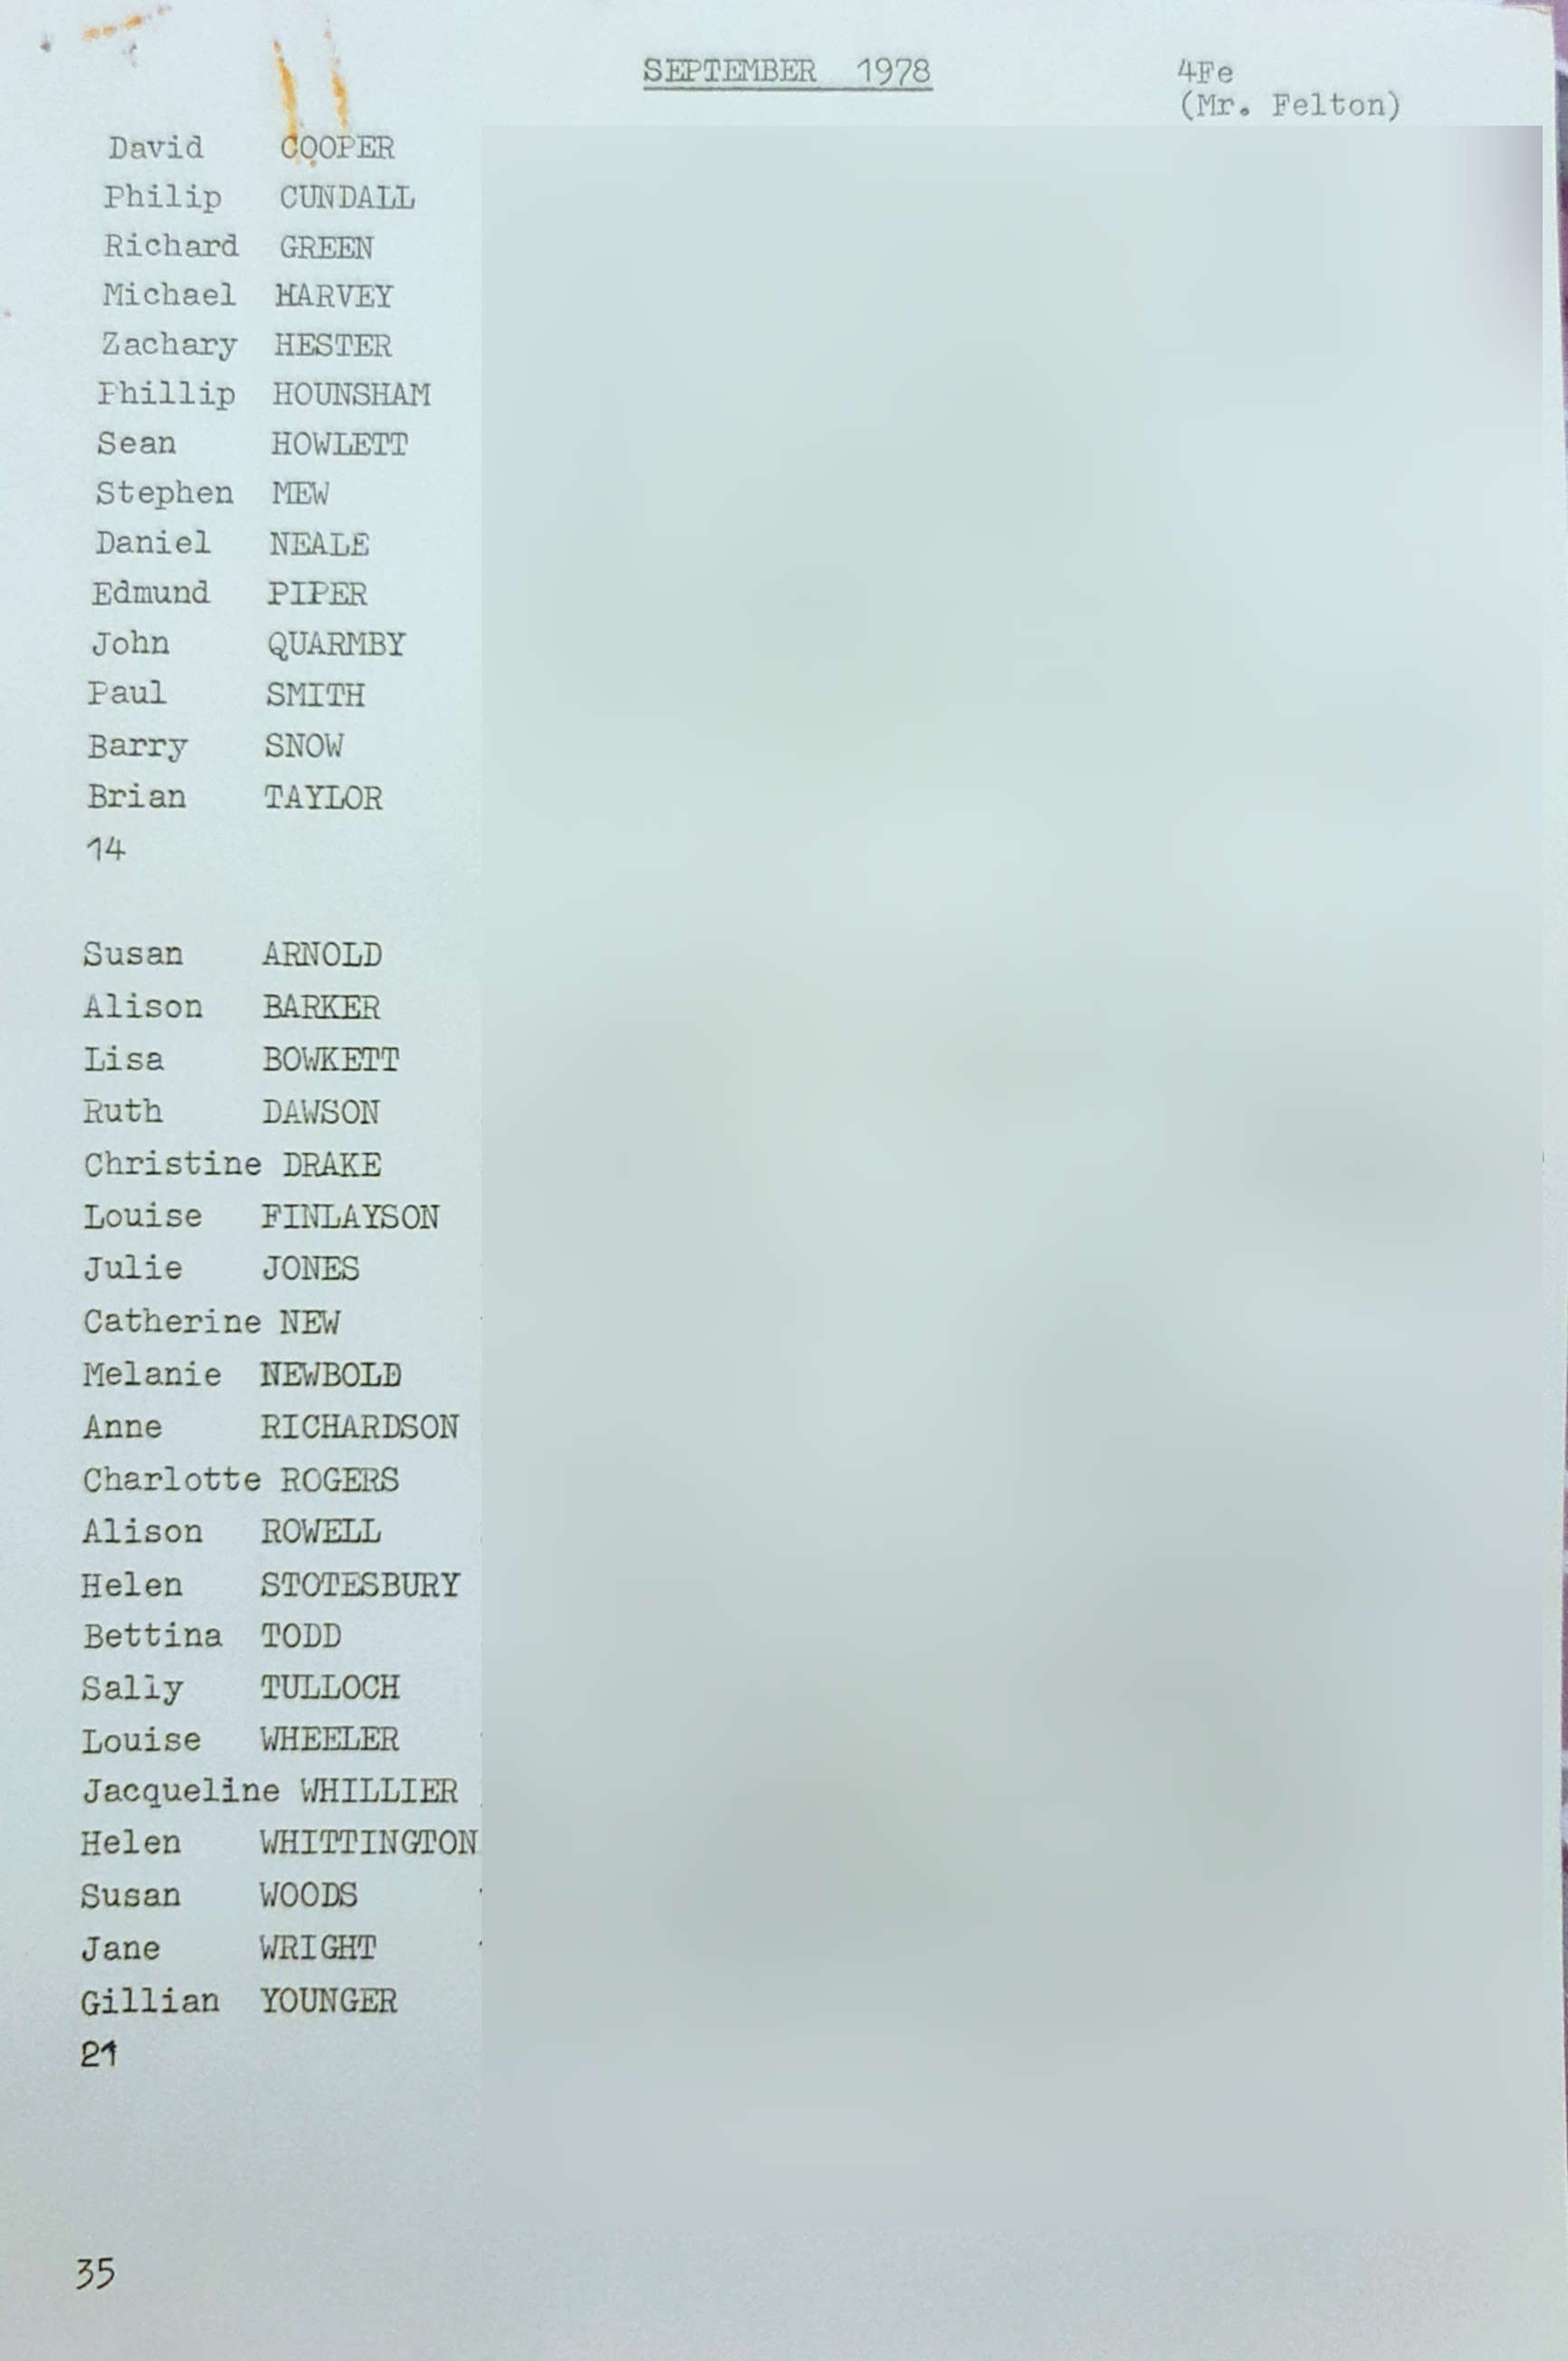 SEPTEMBER 1978
4Fe
(Mr. Felton)
David COOPER
Philip CUNDALL
Richard GREEN
Michael HARVEY
Zachary HESTER
Phillip HOUNSHAM
Sean HOWLETT
Stephen MEW
Daniel NEALE
Edmund PIPER
John QUARMBY
Paul SMITH
Barry SNOW
Brian TAYLOR
14
Susan ARNOLD
Alison BARKER
Lisa BOWKETT
Ruth DAWSON
Christine DRAKE
Louise FINLAYSON
Julie JONES
Catherine NEW
Melanie NEWBOLD
Anne RICHARDSON
Charlotte ROGERS
Alison ROWELL
Helen STOTESBURY
Bettina TODD
Sally TULLOCH
Louise WHEELER
Jacqueline WHILLIER
Helen WHITTINGTON
Susan WOODS
Jane WRIGHT
Gillian YOUNGER
21
35